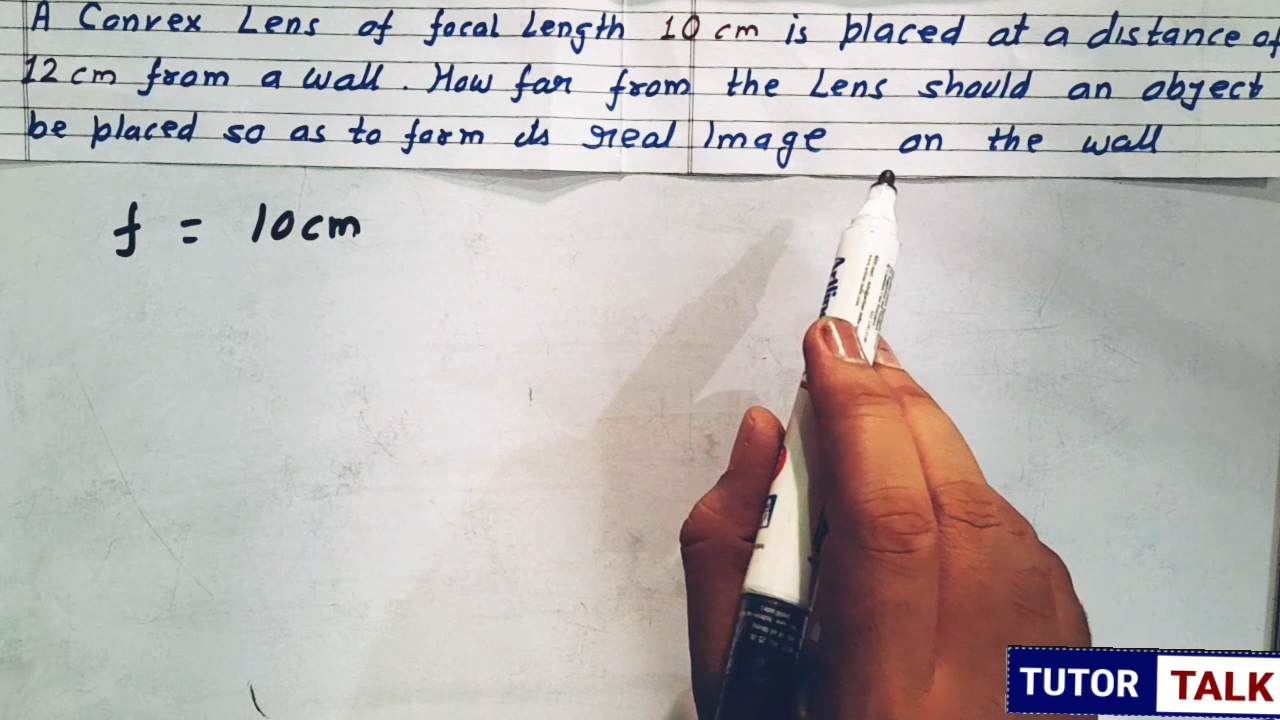 A Convex Lens of focal Length 10 cm is placed at a distance of
12 cm from a wall. How far from the Lens should an object
be placed so as to form its real Image on the wall
f = 10cm
TUTOR TALK